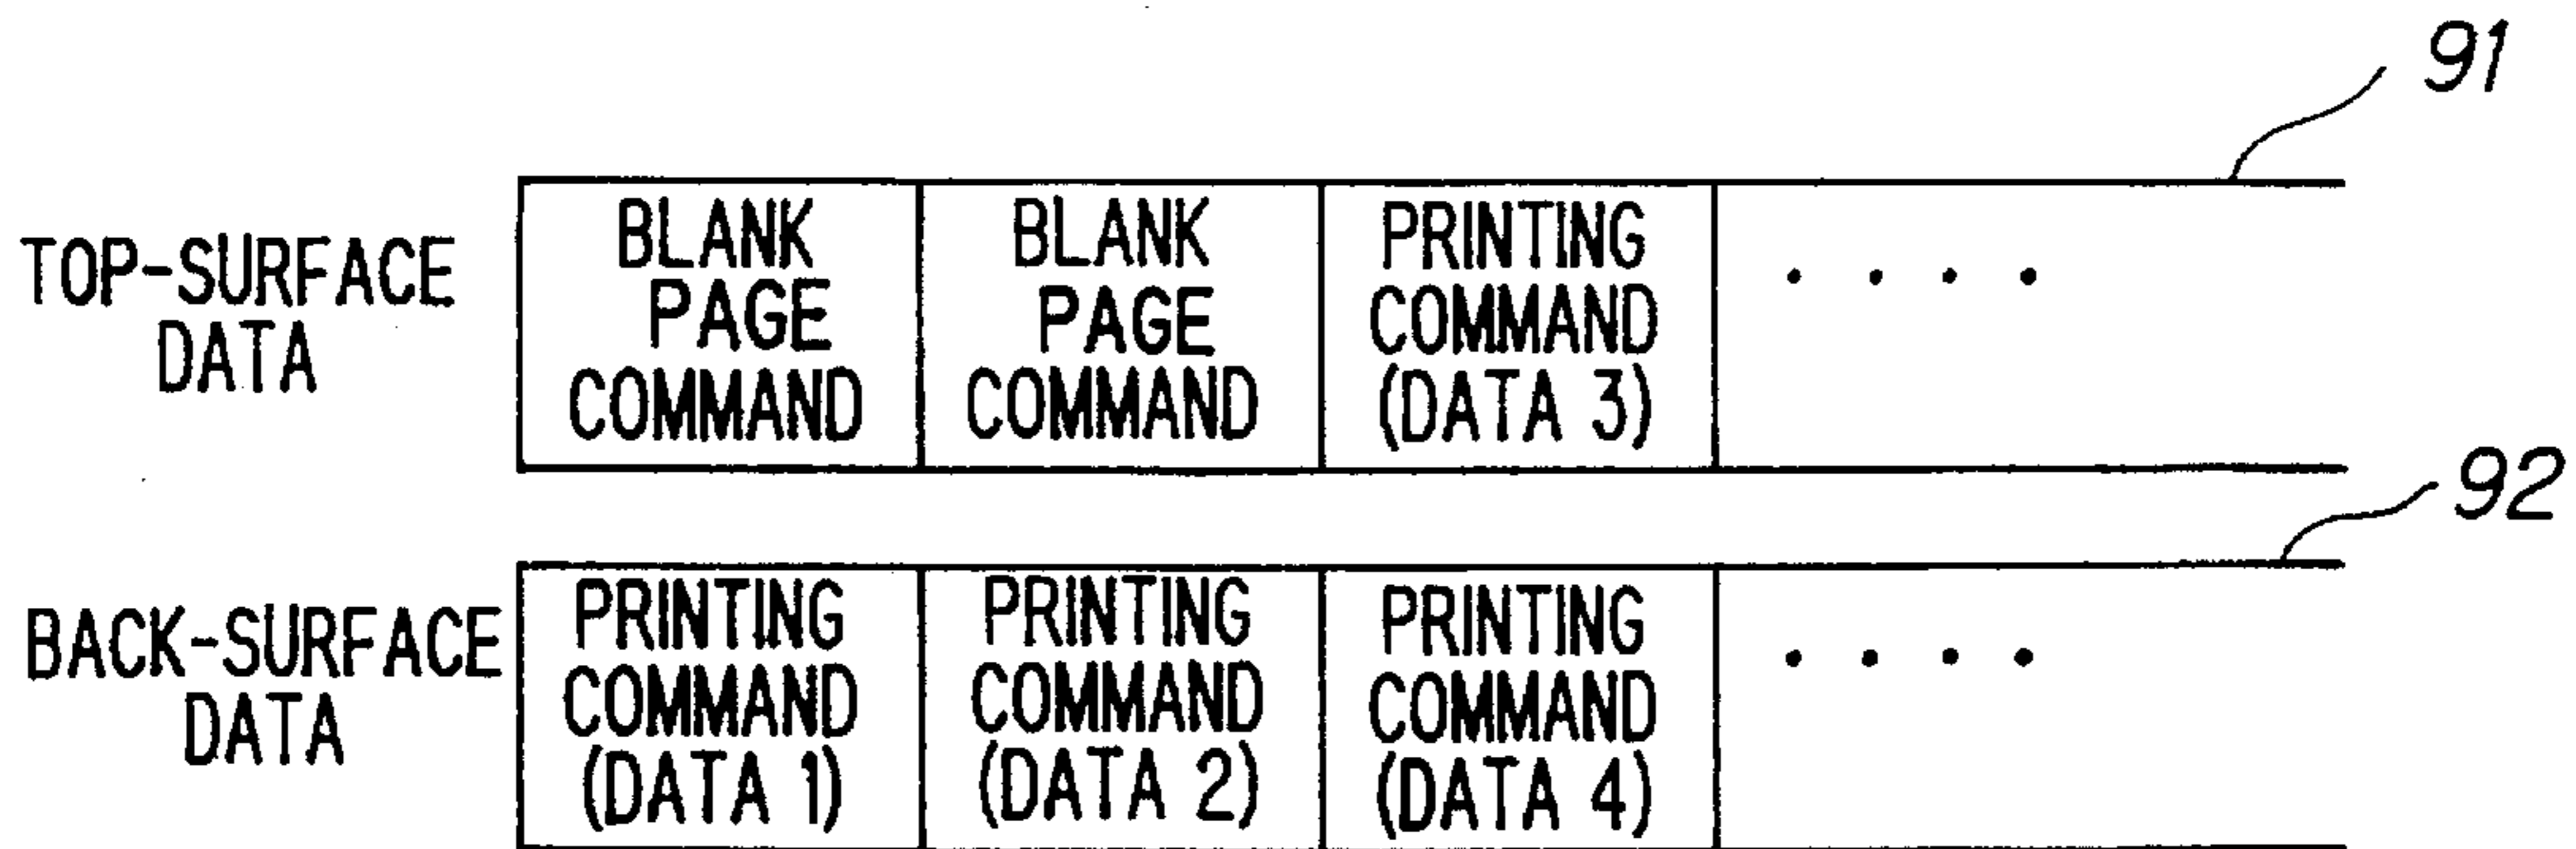 91
TOP-SURFACE
DATA
BLANK
PAGE
COMMAND
BLANK
PAGE
COMMAND
PRINTING
COMMAND
(DATA 3)
. . . .
92
BACK-SURFACE
DATA
PRINTING
COMMAND
(DATA 1)
PRINTING
COMMAND
(DATA 2)
PRINTING
COMMAND
(DATA 4)
. . . .